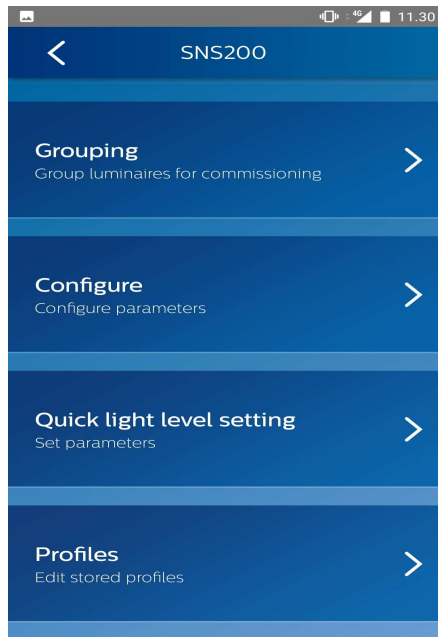 4G 11.30
SNS200
Grouping
Group luminaires for commissioning
Configure
Configure parameters
Quick light level setting
Set parameters
Profiles
Edit stored profiles